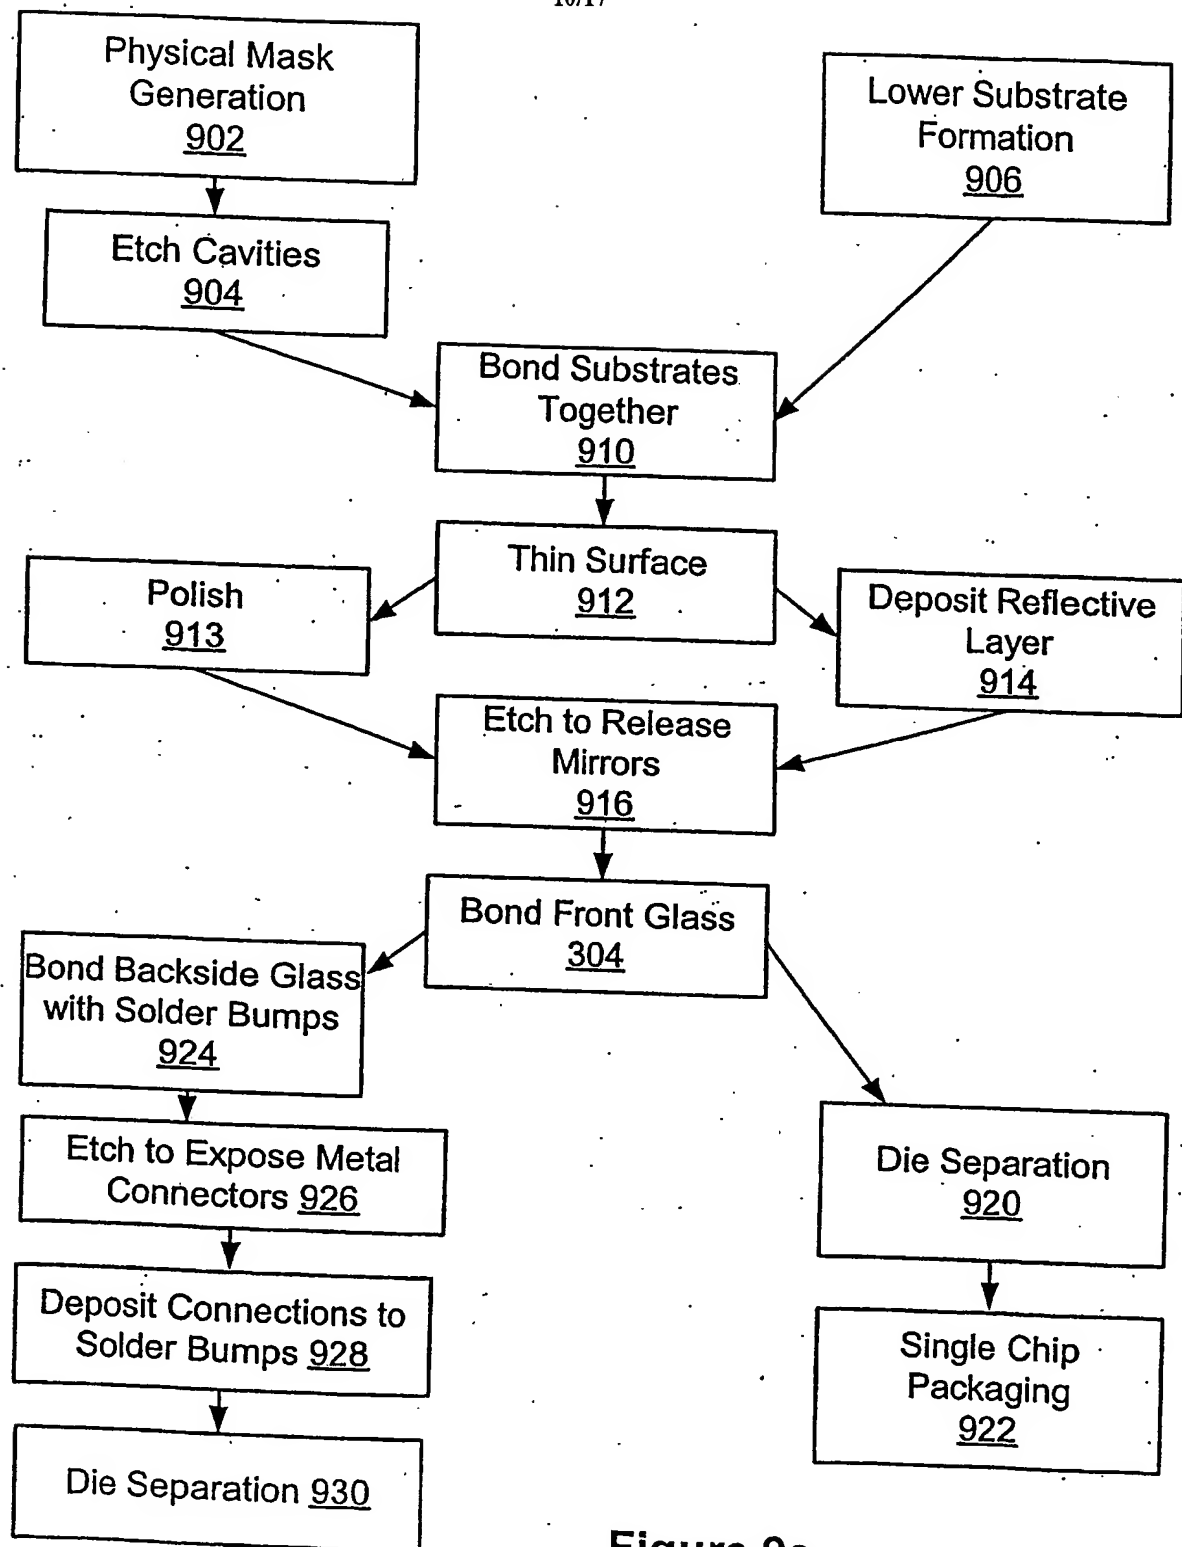 Physical Mask
Generation
902
Lower Substrate
Formation
906
Etch Cavities
904
Bond Substrates
Together
910
Thin Surface
912
Polish
913
Deposit Reflective
Layer
914
Etch to Release
Mirrors
916
Bond Front Glass
304
Bond Backside Glass
with Solder Bumps
924
Etch to Expose Metal
Connectors 926
Die Separation
920
Deposit Connections to
Solder Bumps 928
Single Chip
Packaging
922
Die Separation 930